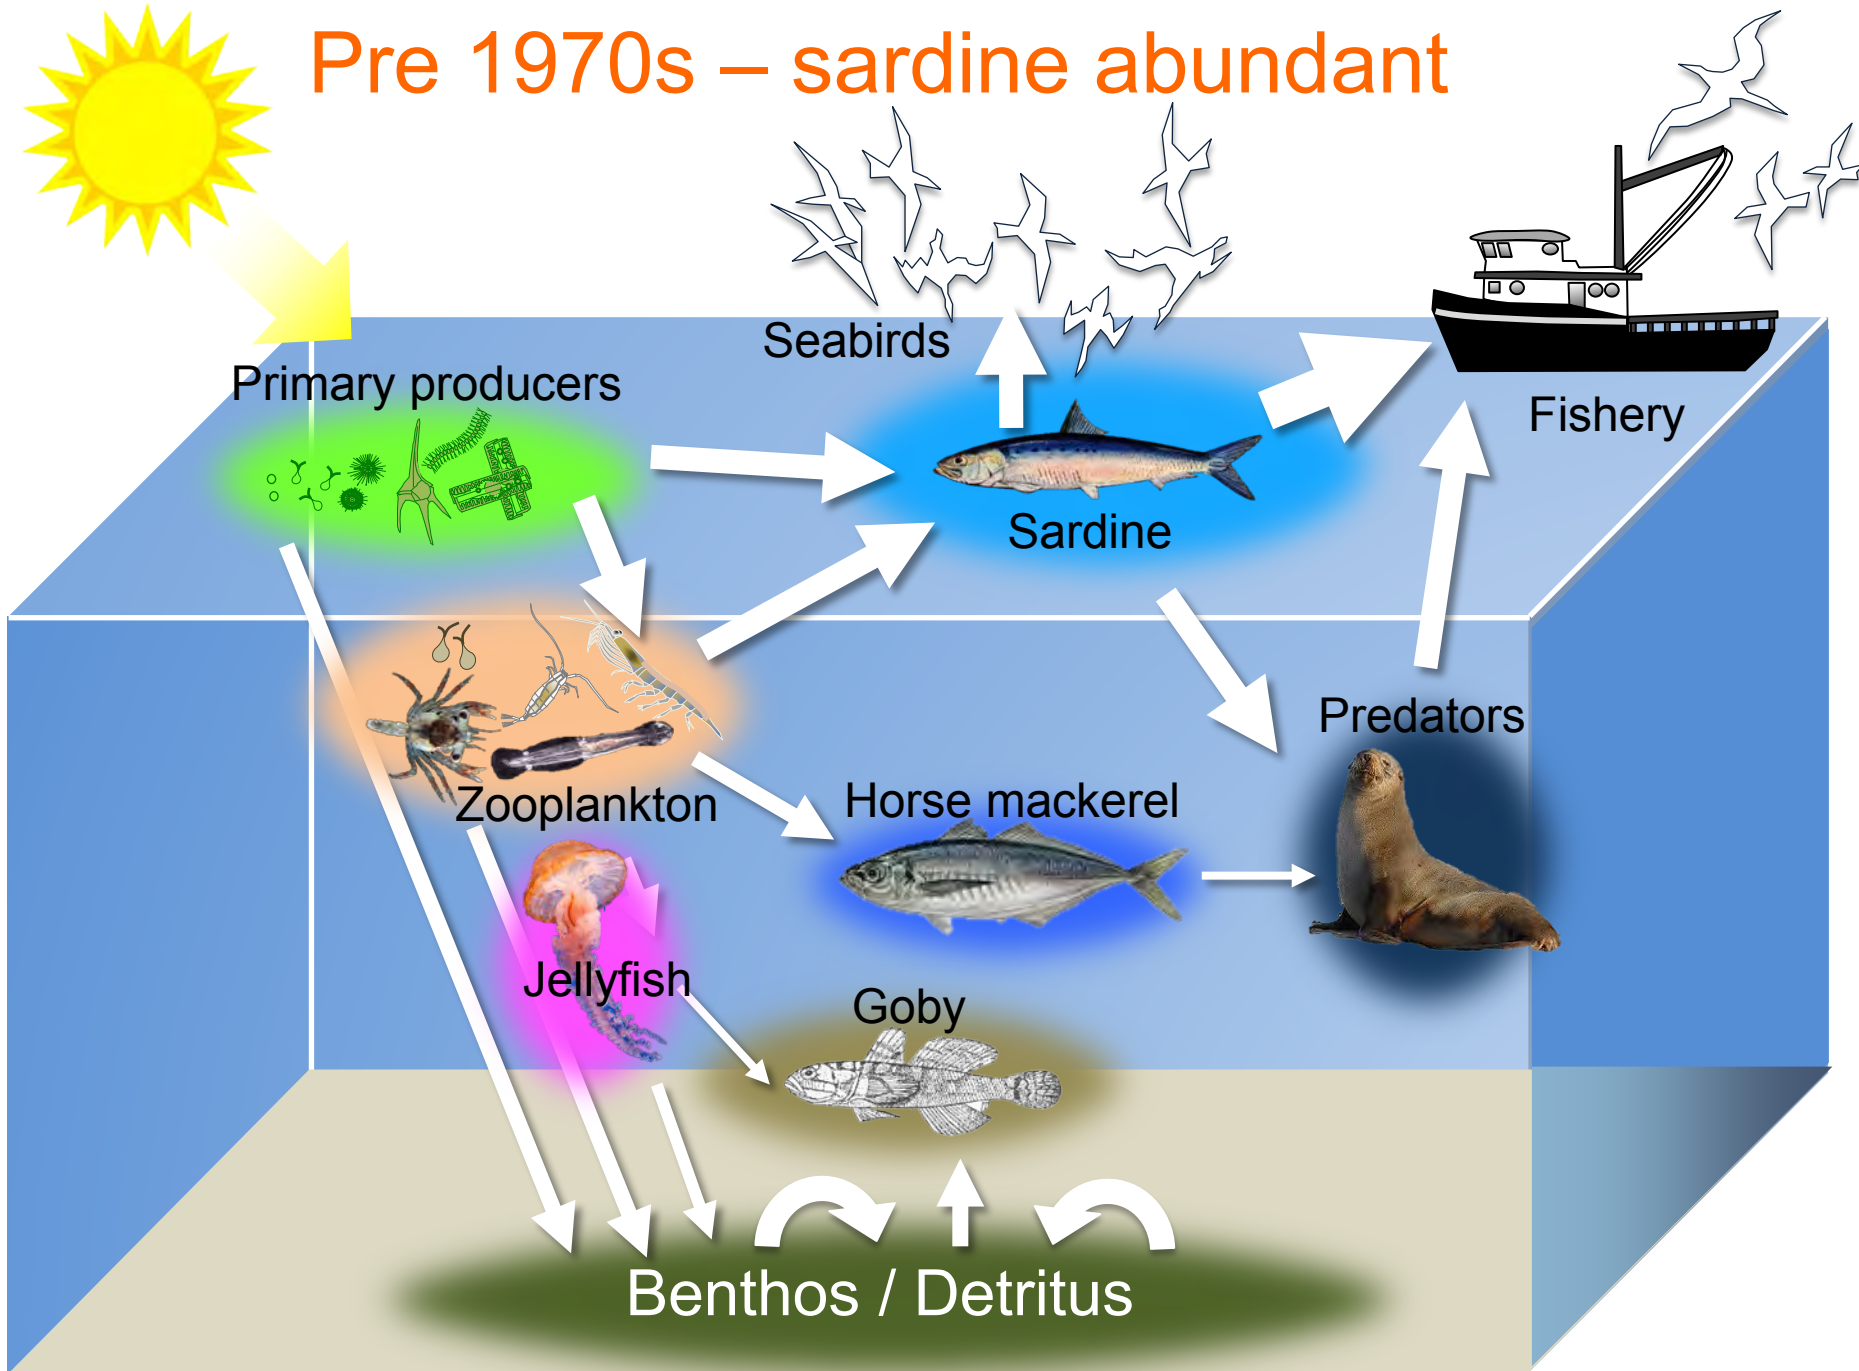 Pre 1970s – sardine abundant
Seabirds
Primary producers
Fishery
Sardine
Predators
Zooplankton
Horse mackerel
Jellyfish
Goby
Benthos / Detritus